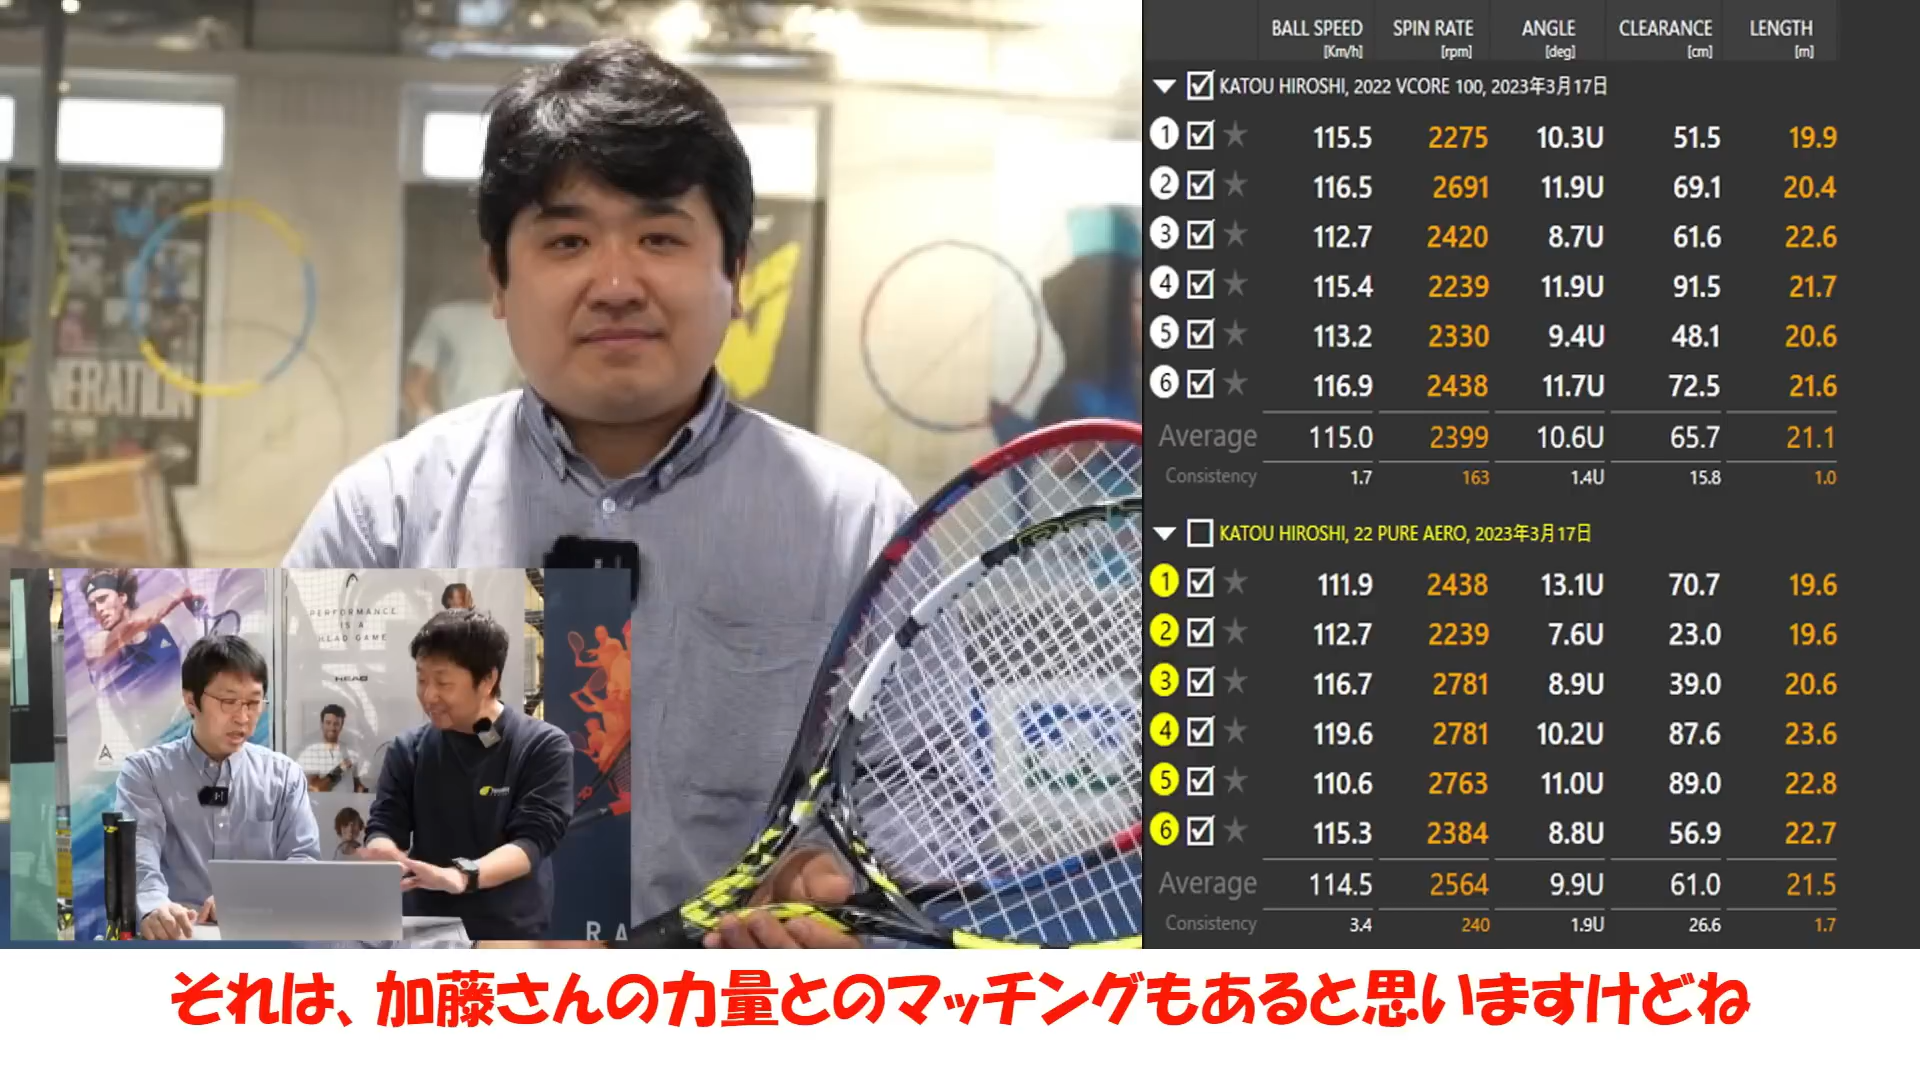 BALL SPEED SPIN RATE ANGLE CLEARANCE LENGTH
[Km/h] [rpm] [deg] [cm] [m]
KATOU HIROSHI, 2022 VCORE 100, 2023年3月17日
1 115.5 2275 10.3U 51.5 19.9
2 116.5 2691 11.9U 69.1 20.4
3 112.7 2420 8.7U 61.6 22.6
4 115.4 2239 11.9U 91.5 21.7
5 113.2 2330 9.4U 48.1 20.6
6 116.9 2438 11.7U 72.5 21.6
Average 115.0 2399 10.6U 65.7 21.1
Consistency 1.7 163 1.4U 15.8 1.0
KATOU HIROSHI, 22 PURE AERO, 2023年3月17日
1 111.9 2438 13.1U 70.7 19.6
2 112.7 2239 7.6U 23.0 19.6
3 116.7 2781 8.9U 39.0 20.6
4 119.6 2781 10.2U 87.6 23.6
5 110.6 2763 11.0U 89.0 22.8
6 115.3 2384 8.8U 56.9 22.7
Average 114.5 2564 9.9U 61.0 21.5
Consistency 3.4 240 1.9U 26.6 1.7
PERFORMANCE
IS A
HEAD GAME
HEAD
RA
それは、加藤さんの力量とのマッチングもあると思いますけどね